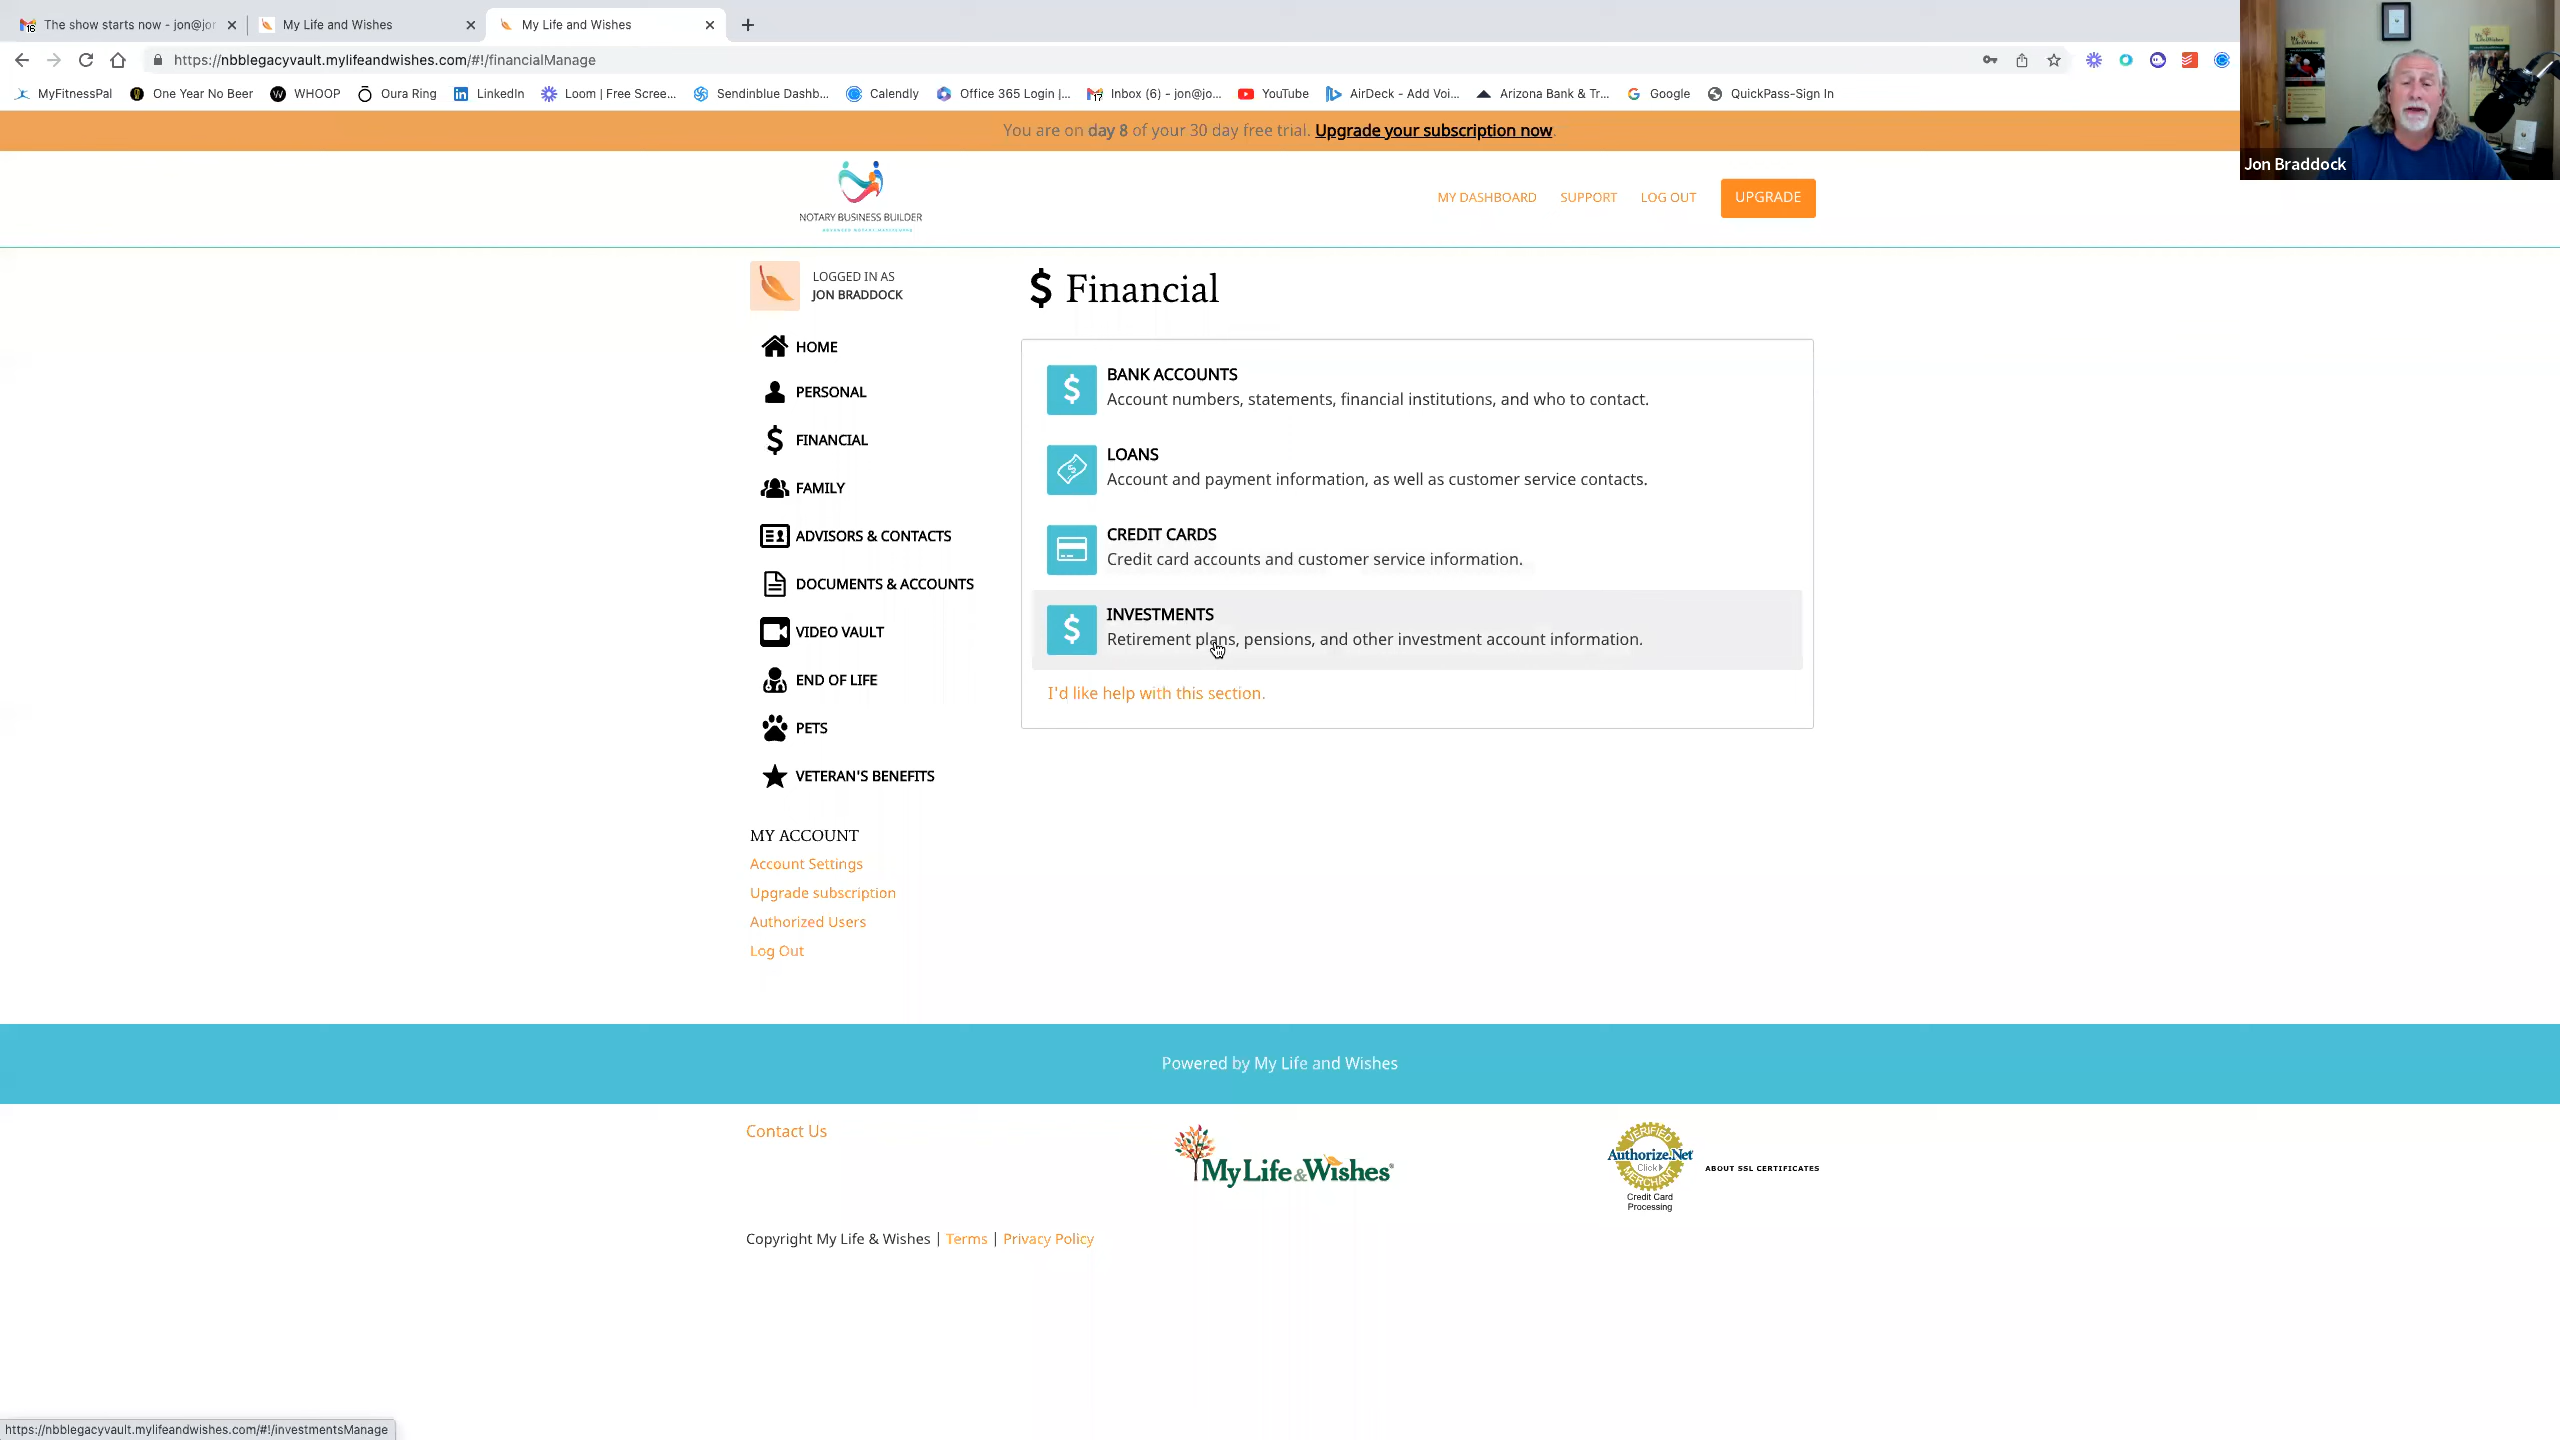 The show starts now - jon@jor
My Life and Wishes
My Life and Wishes
https://nbblegacyvault.mylifeandwishes.com/#!/financialManage
MyFitnessPal
One Year No Beer
WHOOP
Oura Ring
LinkedIn
Loom | Free Scree...
Sendinblue Dashb...
Calendly
Office 365 Login |...
Inbox (6) - jon@jo...
YouTube
AirDeck - Add Voi...
Arizona Bank & Tr...
Google
QuickPass-Sign In
Jon Braddock
You are on day 8 of your 30 day free trial. Upgrade your subscription now.
NOTARY BUSINESS BUILDER
MY DASHBOARD
SUPPORT
LOG OUT
UPGRADE
LOGGED IN AS
JON BRADDOCK
HOME
PERSONAL
FINANCIAL
FAMILY
ADVISORS & CONTACTS
DOCUMENTS & ACCOUNTS
VIDEO VAULT
END OF LIFE
PETS
VETERAN'S BENEFITS
MY ACCOUNT
Account Settings
Upgrade subscription
Authorized Users
Log Out
$ Financial
BANK ACCOUNTS
Account numbers, statements, financial institutions, and who to contact.
LOANS
Account and payment information, as well as customer service contacts.
CREDIT CARDS
Credit card accounts and customer service information.
INVESTMENTS
Retirement plans, pensions, and other investment account information.
I'd like help with this section.
Powered by My Life and Wishes
Contact Us
My Life & Wishes®
VERIFIED
Authorize.Net
Click
MERCHANT
Credit Card
Processing
ABOUT SSL CERTIFICATES
Copyright My Life & Wishes | Terms | Privacy Policy
https://nbblegacyvault.mylifeandwishes.com/#!/investmentsManage